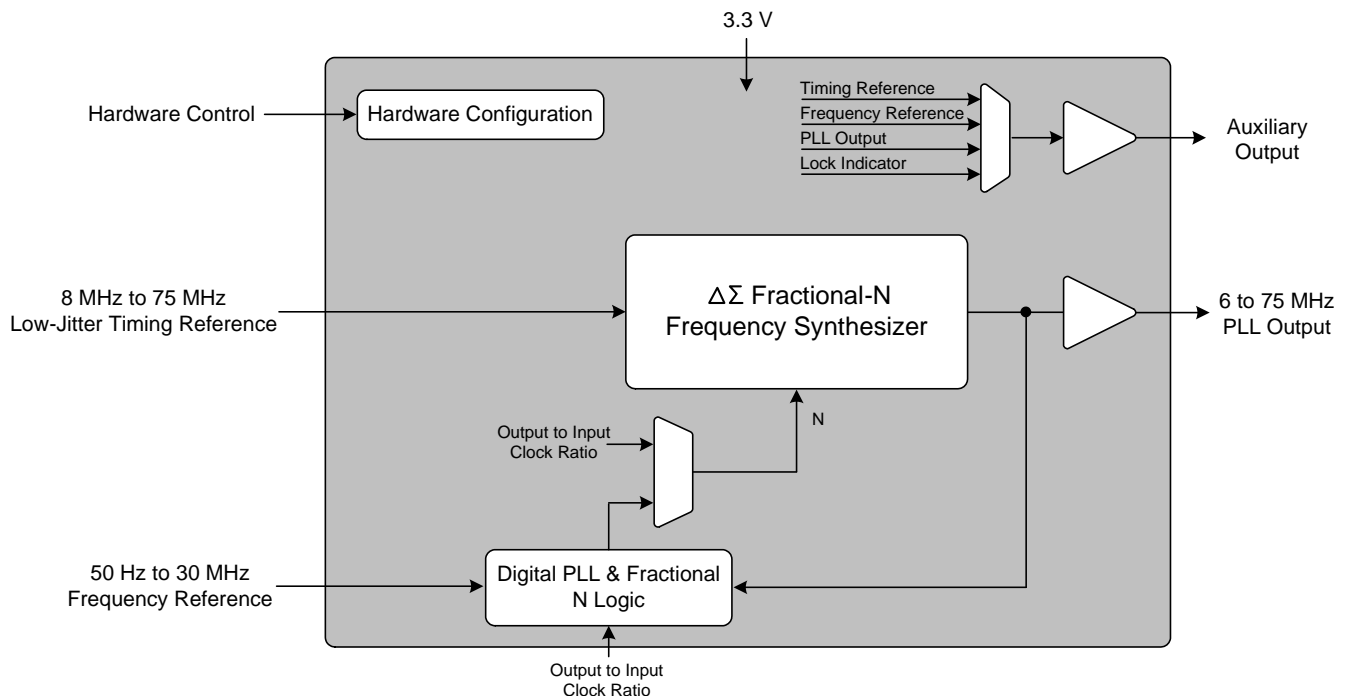 3.3 V
Hardware Control
Hardware Configuration
Timing Reference
Frequency Reference
PLL Output
Lock Indicator
Auxiliary
Output
8 MHz to 75 MHz
Low-Jitter Timing Reference
ΔΣ Fractional-N
Frequency Synthesizer
6 to 75 MHz
PLL Output
N
Output to Input
Clock Ratio
50 Hz to 30 MHz
Frequency Reference
Digital PLL & Fractional
N Logic
Output to Input
Clock Ratio